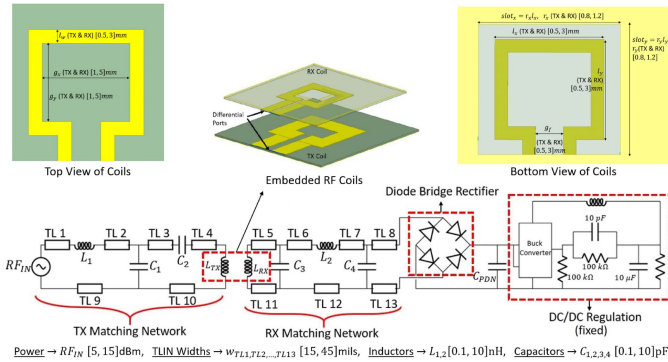 l_w (TX & RX) [0.5, 3]mm
g_x (TX & RX) [1, 5]mm
g_y (TX & RX) [1, 5]mm
Top View of Coils
RX Coil
Differential Ports
TX Coil
Embedded RF Coils
slot_x = r_x l_x, r_x (TX & RX) [0.8, 1.2]
l_x (TX & RX) [0.5, 3]mm
slot_y = r_y l_y
r_y (TX & RX)
[0.8, 1.2]
l_y
(TX & RX)
[0.5, 3]mm
g_f
(TX & RX)
[0.5, 3]mm
Bottom View of Coils
Diode Bridge Rectifier
TL 1
TL 2
TL 3
TL 4
TL 5
TL 6
TL 7
TL 8
L_1
C_2
L_2
RF_IN
C_1
L_TX
L_RX
C_3
C_4
C_PDN
Buck Converter
10 pF
100 kΩ
100 kΩ
10 μF
TL 9
TL 10
TL 11
TL 12
TL 13
TX Matching Network
RX Matching Network
DC/DC Regulation
(fixed)
Power → RF_IN [5, 15]dBm, TLIN Widths → w_TL1,TL2,...,TL13 [15, 45]mils, Inductors → L_1,2[0.1, 10]nH, Capacitors → C_1,2,3,4 [0.1, 10]pF